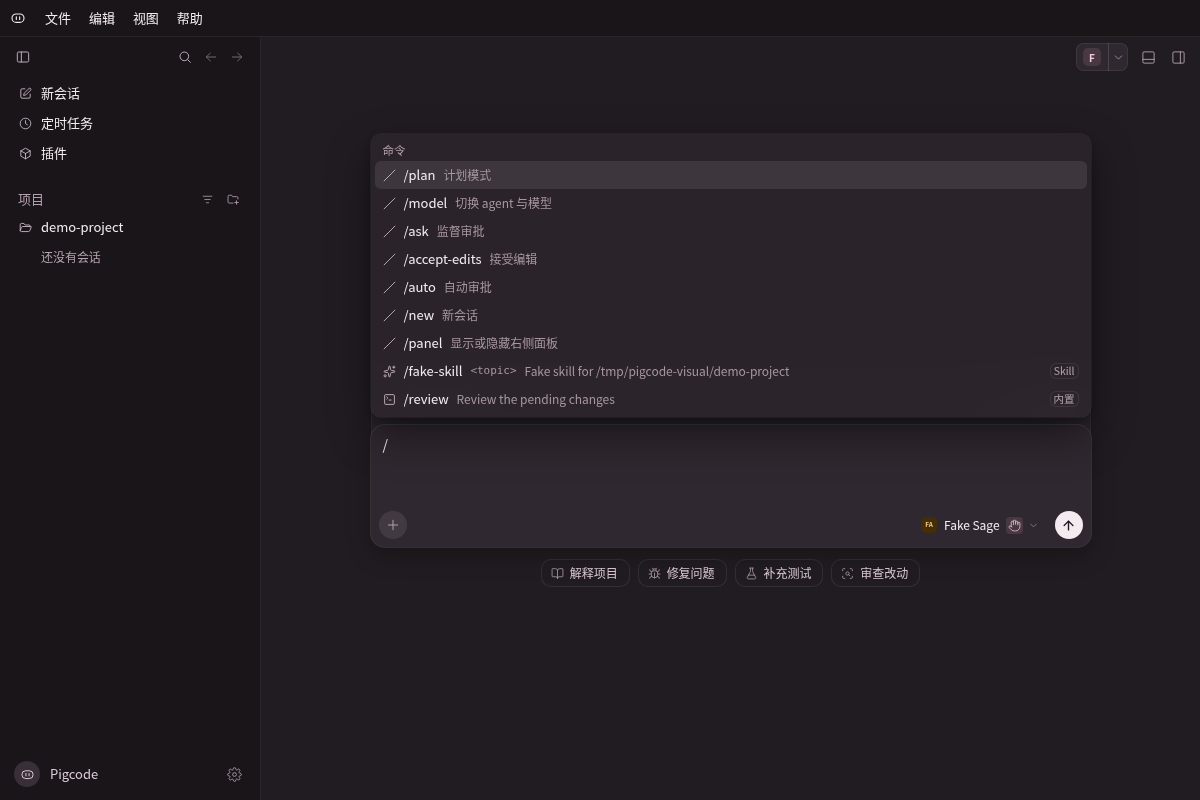 文件 编辑 视图 帮助
F
新会话
定时任务
插件
项目
demo-project
还没有会话
命令
/plan 计划模式
/model 切换 agent 与模型
/ask 监督审批
/accept-edits 接受编辑
/auto 自动审批
/new 新会话
/panel 显示或隐藏右侧面板
/fake-skill <topic> Fake skill for /tmp/pigcode-visual/demo-project Skill
/review Review the pending changes 内置
/
FA Fake Sage
解释项目 修复问题 补充测试 审查改动
Pigcode